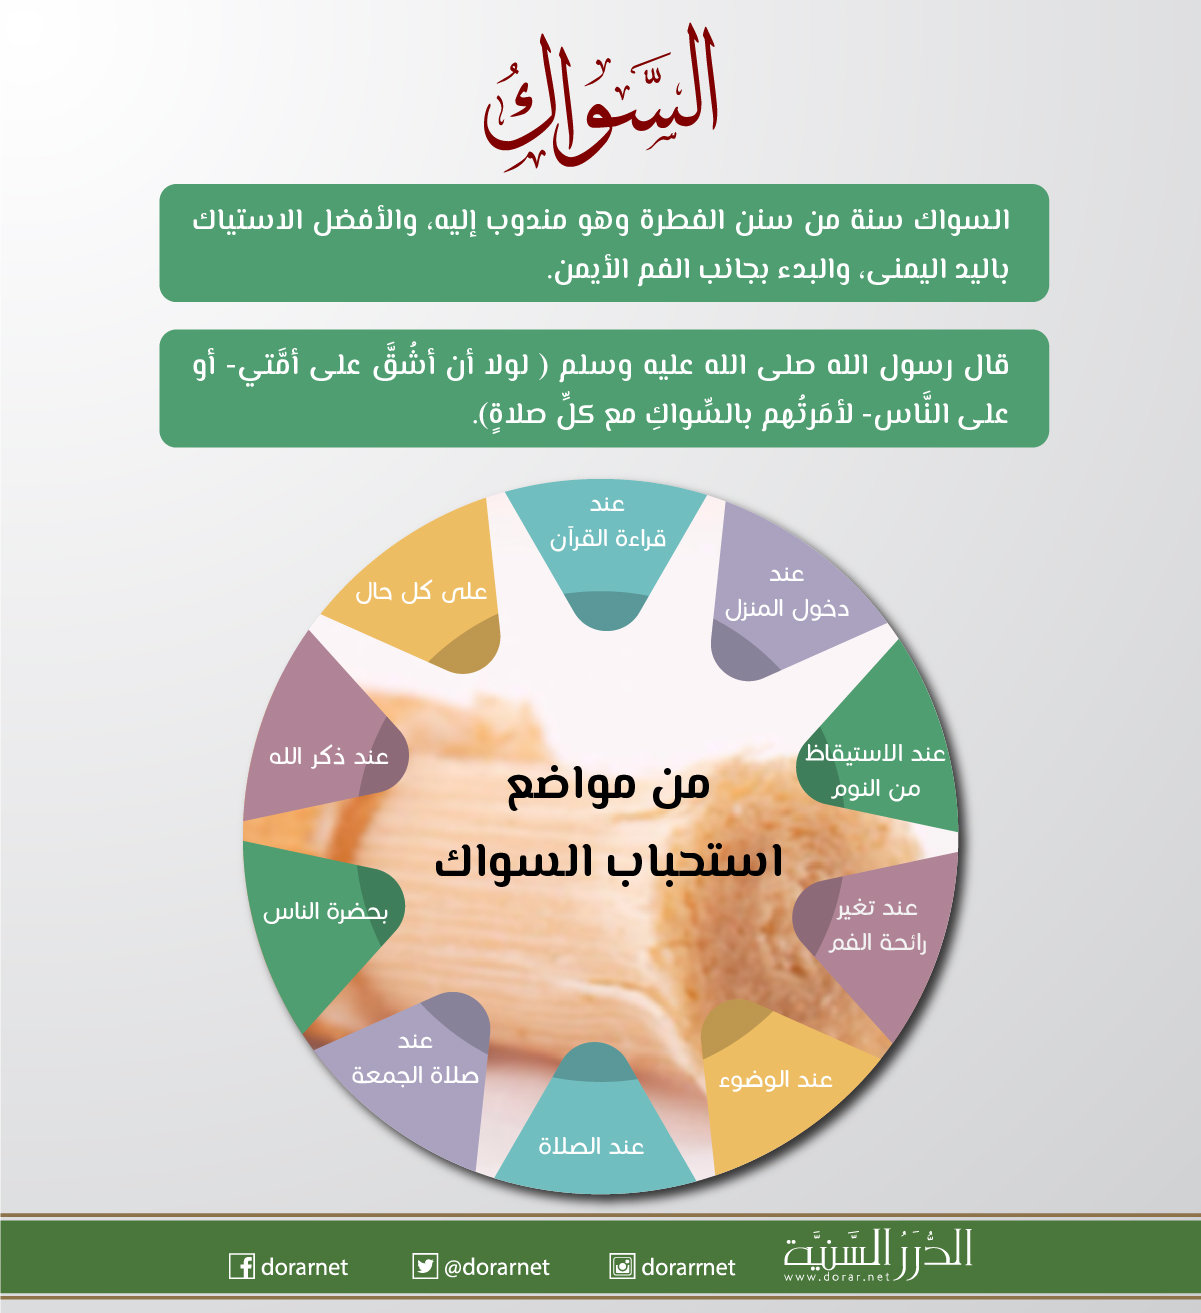 السِّوَاكُ
السواك سنة من سنن الفطرة وهو مندوب إليه، والأفضل الاستياك
باليد اليمنى، والبدء بجانب الفم الأيمن.
قال رسول الله صلى الله عليه وسلم ( لولا أن أشُقَّ على أمَّتي- أو
على النَّاس- لأمَرتُهم بالسِّواكِ مع كلِّ صلاةٍ).
عند
قراءة القرآن
عند
دخول المنزل
عند الاستيقاظ
من النوم
عند تغير
رائحة الفم
عند الوضوء
عند الصلاة
عند
صلاة الجمعة
بحضرة الناس
عند ذكر الله
على كل حال
من مواضع
استحباب السواك
الدُّرَرُ السَّنِيَّة
www.dorar.net
dorarrnet
@dorarnet
dorarnet